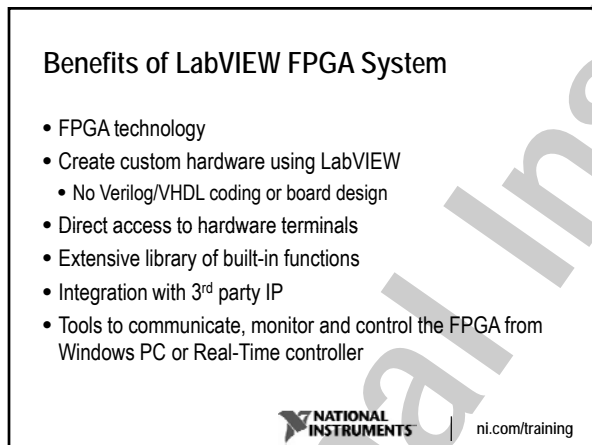 Benefits of LabVIEW FPGA System
• FPGA technology
• Create custom hardware using LabVIEW
• No Verilog/VHDL coding or board design
• Direct access to hardware terminals
• Extensive library of built-in functions
• Integration with 3rd party IP
• Tools to communicate, monitor and control the FPGA from
Windows PC or Real-Time controller
NATIONAL
INSTRUMENTS
ni.com/training